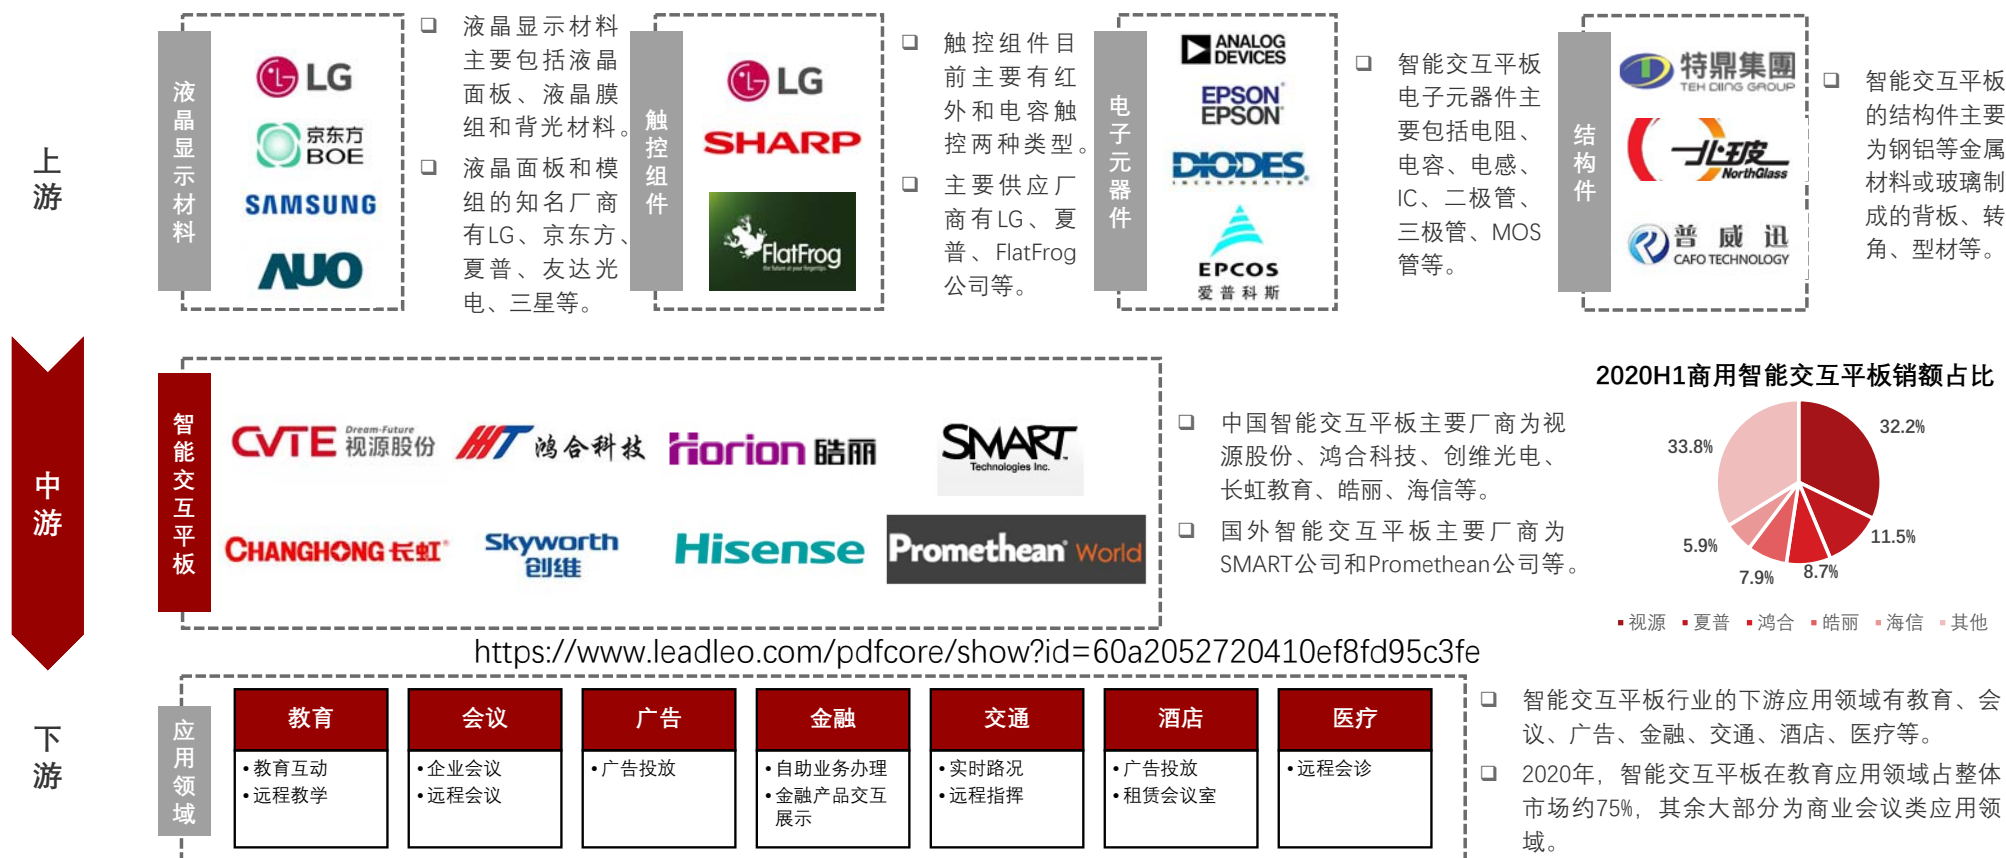 上游
液晶显示材料
LG
京东方
BOE
SAMSUNG
AUO
❑ 液晶显示材料
主要包括液晶
面板、液晶膜
组和背光材料。
❑ 液晶面板和模
组的知名厂商
有LG、京东方、
夏普、友达光
电、三星等。
触控组件
LG
SHARP
FlatFrog
the future at your fingertips
❑ 触控组件目
前主要有红
外和电容触
控两种类型。
❑ 主要供应厂
商有LG、夏
普、FlatFrog
公司等。
电子元器件
ANALOG
DEVICES
EPSON
EPSON
DIODES
INCORPORATED
EPCOS
爱普科斯
❑ 智能交互平板
电子元器件主
要包括电阻、
电容、电感、
IC、二极管、
三极管、MOS
管等。
结构件
特鼎集團
TEH DIING GROUP
北玻
NorthGlass
普威迅
CAFO TECHNOLOGY
❑ 智能交互平板
的结构件主要
为钢铝等金属
材料或玻璃制
成的背板、转
角、型材等。
中游
智能交互平板
CVTE Dream·Future 视源股份
HT 鸿合科技
Horion 皓丽
SMART
Technologies Inc.
CHANGHONG 长虹
Skyworth
创维
Hisense
Promethean World
❑ 中国智能交互平板主要厂商为视
源股份、鸿合科技、创维光电、
长虹教育、皓丽、海信等。
❑ 国外智能交互平板主要厂商为
SMART公司和Promethean公司等。
2020H1商用智能交互平板销额占比
32.2%
11.5%
8.7%
7.9%
5.9%
33.8%
视源 夏普 鸿合 皓丽 海信 其他
https://www.leadleo.com/pdfcore/show?id=60a2052720410ef8fd95c3fe
下游
应用领域
教育
•教育互动
•远程教学
会议
•企业会议
•远程会议
广告
•广告投放
金融
•自助业务办理
•金融产品交互
展示
交通
•实时路况
•远程指挥
酒店
•广告投放
•租赁会议室
医疗
•远程会诊
❑ 智能交互平板行业的下游应用领域有教育、会
议、广告、金融、交通、酒店、医疗等。
❑ 2020年，智能交互平板在教育应用领域占整体
市场约75%，其余大部分为商业会议类应用领
域。